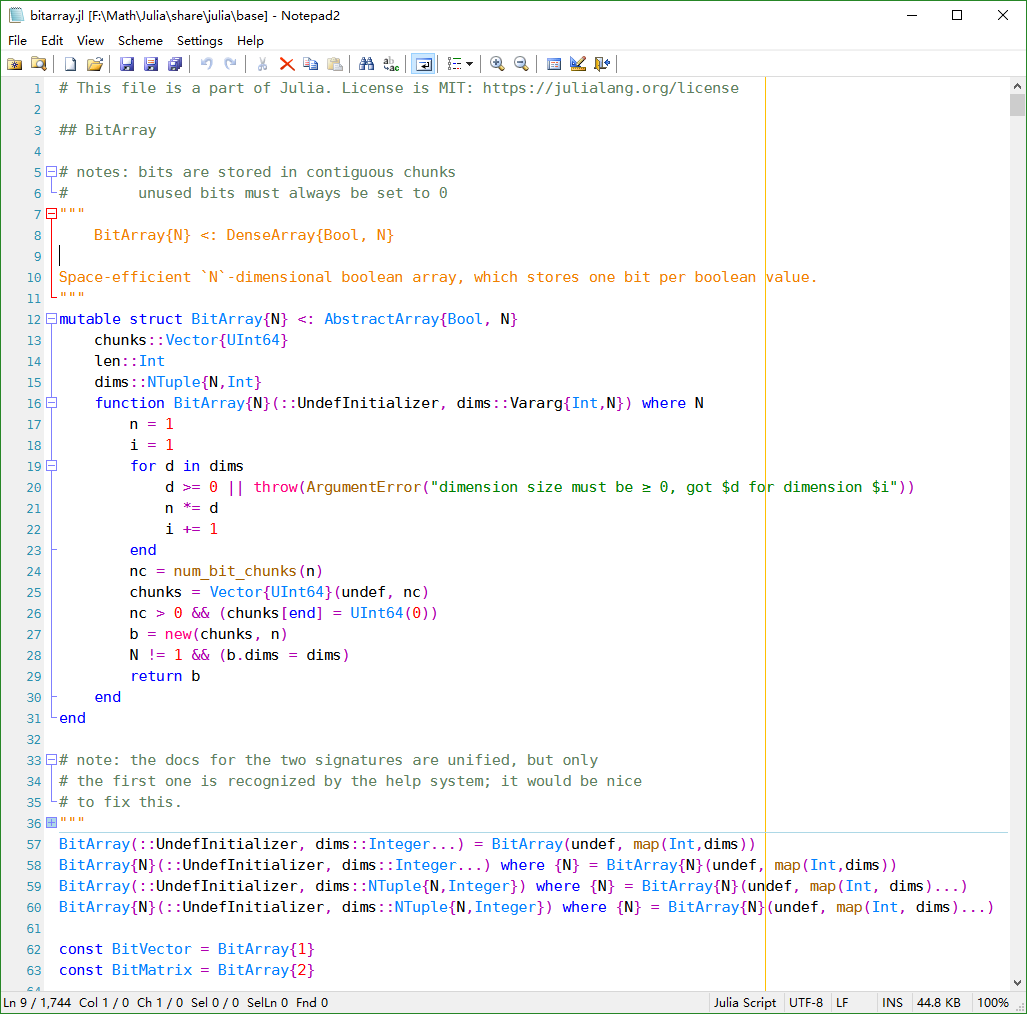 bitarray.jl [F:\Math\Julia\share\julia\base] - Notepad2
File Edit View Scheme Settings Help
1 # This file is a part of Julia. License is MIT: https://julialang.org/license
2
3 ## BitArray
4
5 # notes: bits are stored in contiguous chunks
6 #        unused bits must always be set to 0
7 """
8     BitArray{N} <: DenseArray{Bool, N}
9
10 Space-efficient `N`-dimensional boolean array, which stores one bit per boolean value.
11 """
12 mutable struct BitArray{N} <: AbstractArray{Bool, N}
13     chunks::Vector{UInt64}
14     len::Int
15     dims::NTuple{N,Int}
16     function BitArray{N}(::UndefInitializer, dims::Vararg{Int,N}) where N
17         n = 1
18         i = 1
19         for d in dims
20             d >= 0 || throw(ArgumentError("dimension size must be ≥ 0, got $d for dimension $i"))
21             n *= d
22             i += 1
23         end
24         nc = num_bit_chunks(n)
25         chunks = Vector{UInt64}(undef, nc)
26         nc > 0 && (chunks[end] = UInt64(0))
27         b = new(chunks, n)
28         N != 1 && (b.dims = dims)
29         return b
30     end
31 end
32
33 # note: the docs for the two signatures are unified, but only
34 # the first one is recognized by the help system; it would be nice
35 # to fix this.
36 """
57 BitArray(::UndefInitializer, dims::Integer...) = BitArray(undef, map(Int,dims))
58 BitArray{N}(::UndefInitializer, dims::Integer...) where {N} = BitArray{N}(undef, map(Int,dims))
59 BitArray(::UndefInitializer, dims::NTuple{N,Integer}) where {N} = BitArray{N}(undef, map(Int, dims)...)
60 BitArray{N}(::UndefInitializer, dims::NTuple{N,Integer}) where {N} = BitArray{N}(undef, map(Int, dims)...)
61
62 const BitVector = BitArray{1}
63 const BitMatrix = BitArray{2}
64
Ln 9 / 1,744 Col 1 / 0 Ch 1 / 0 Sel 0 / 0 SelLn 0 Fnd 0 Julia Script UTF-8 LF INS 44.8 KB 100%